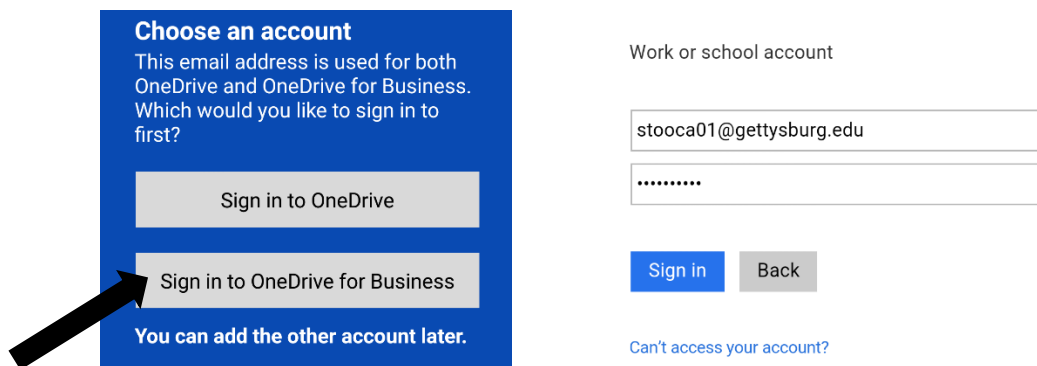 Choose an account
This email address is used for both
OneDrive and OneDrive for Business.
Which would you like to sign in to
first?
Sign in to OneDrive
Sign in to OneDrive for Business
You can add the other account later.
Work or school account
stooca01@gettysburg.edu
••••••••••
Sign in
Back
Can't access your account?